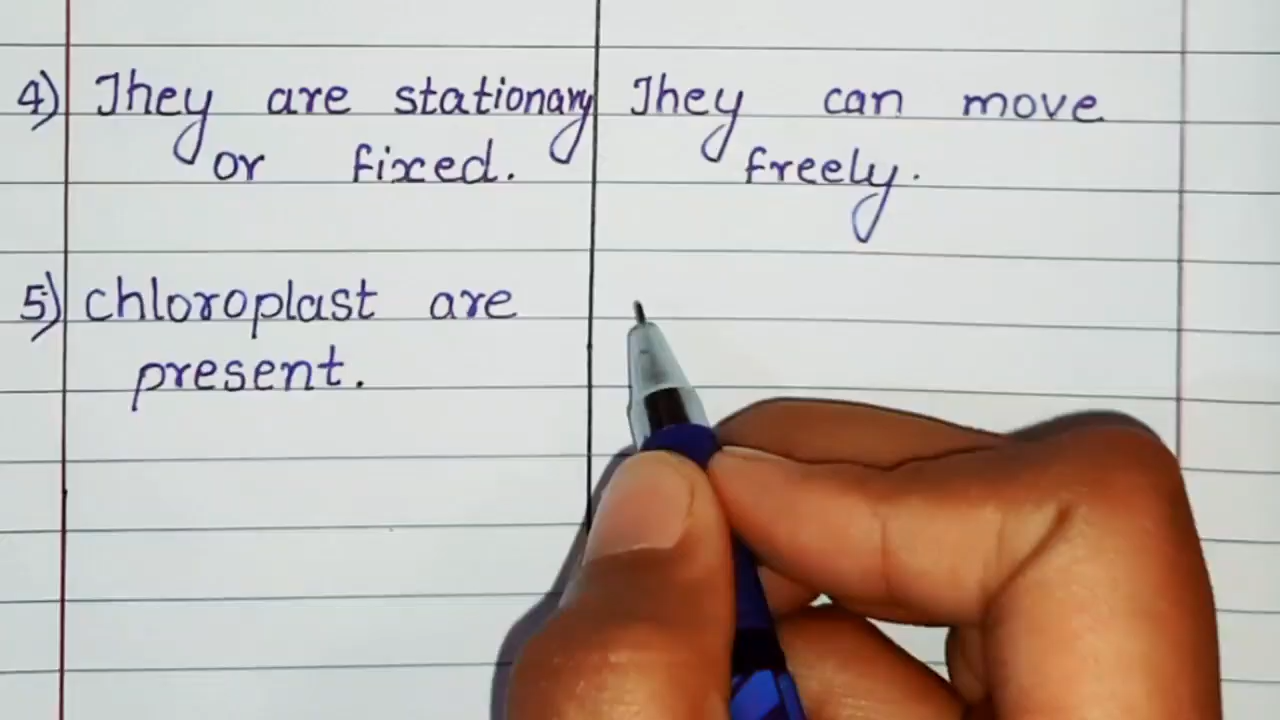 4) They are stationary They can move
or fixed. freely.
5) Chloroplast are
present.